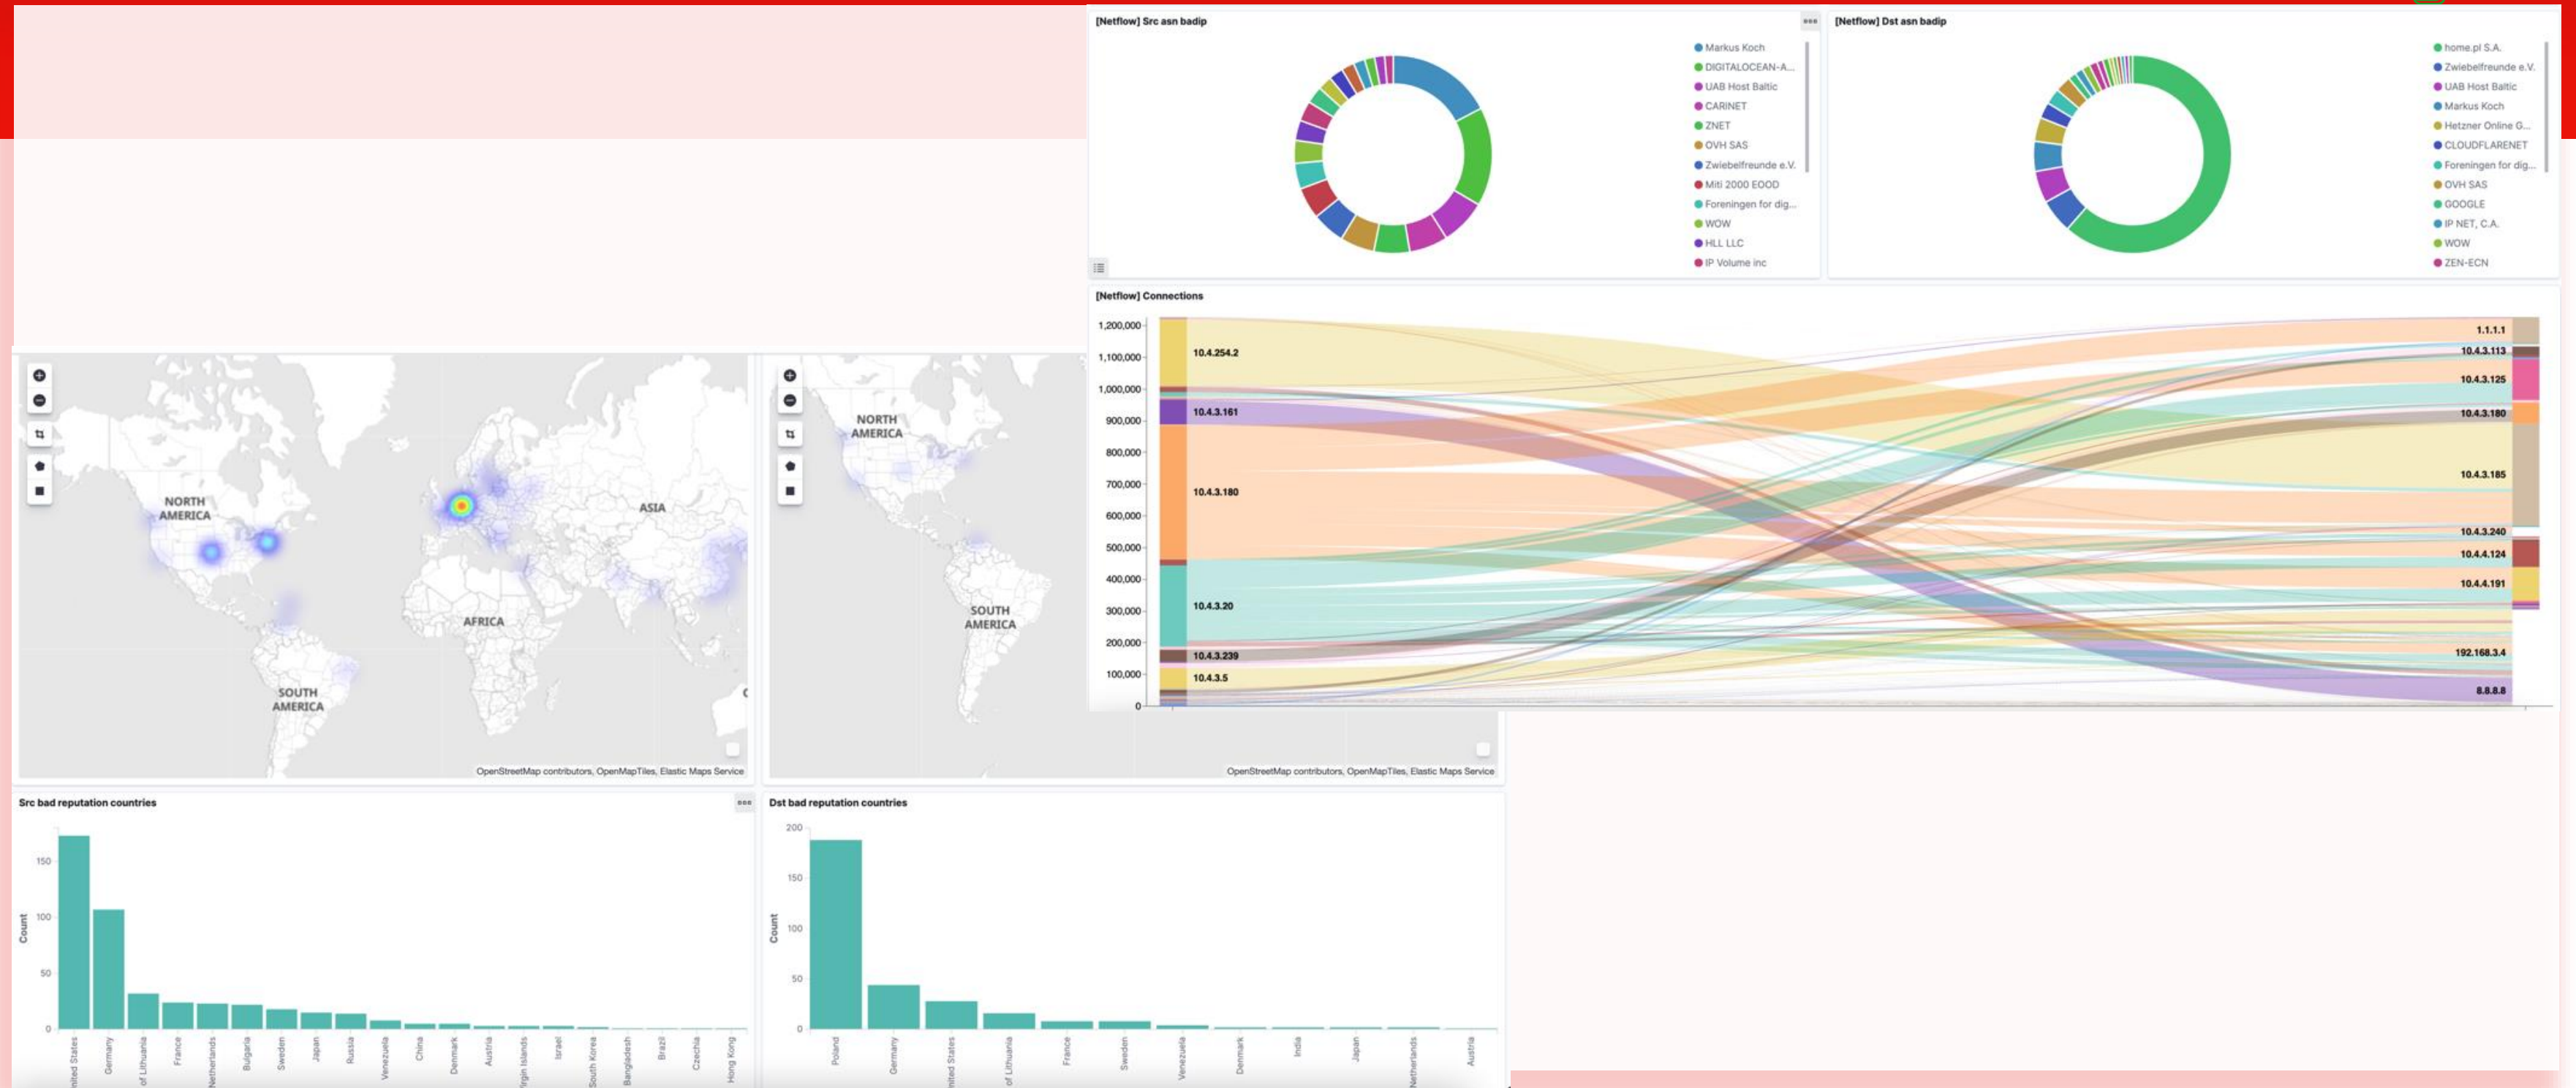 [Netflow] Src asn badip
Markus Koch
DIGITALOCEAN-A...
UAB Host Baltic
CARINET
ZNET
OVH SAS
Zwiebelfreunde e.V.
Miti 2000 EOOD
Foreningen for dig...
WOW
HLL LLC
IP Volume inc
[Netflow] Dst asn badip
home.pl S.A.
Zwiebelfreunde e.V.
UAB Host Baltic
Markus Koch
Hetzner Online G...
CLOUDFLARENET
Foreningen for dig...
OVH SAS
GOOGLE
IP NET, C.A.
WOW
ZEN-ECN
[Netflow] Connections
1,200,000
1,100,000
1,000,000
900,000
800,000
700,000
600,000
500,000
400,000
300,000
200,000
100,000
0
10.4.254.2
10.4.3.161
10.4.3.180
10.4.3.20
10.4.3.239
10.4.3.5
1.1.1.1
10.4.3.113
10.4.3.125
10.4.3.180
10.4.3.185
10.4.3.240
10.4.4.124
10.4.4.191
192.168.3.4
8.8.8.8
NORTH
AMERICA
ASIA
AFRICA
SOUTH
AMERICA
OpenStreetMap contributors, OpenMapTiles, Elastic Maps Service
NORTH
AMERICA
SOUTH
AMERICA
OpenStreetMap contributors, OpenMapTiles, Elastic Maps Service
Src bad reputation countries
Count
150
100
50
0
nited States
Germany
of Lithuania
France
Netherlands
Bulgaria
Sweden
Japan
Russia
Venezuela
China
Denmark
Austria
irgin Islands
Israel
South Korea
Bangladesh
Brazil
Czechia
Hong Kong
Dst bad reputation countries
Count
200
150
100
50
0
Poland
Germany
nited States
of Lithuania
France
Sweden
Venezuela
Denmark
India
Japan
Netherlands
Austria